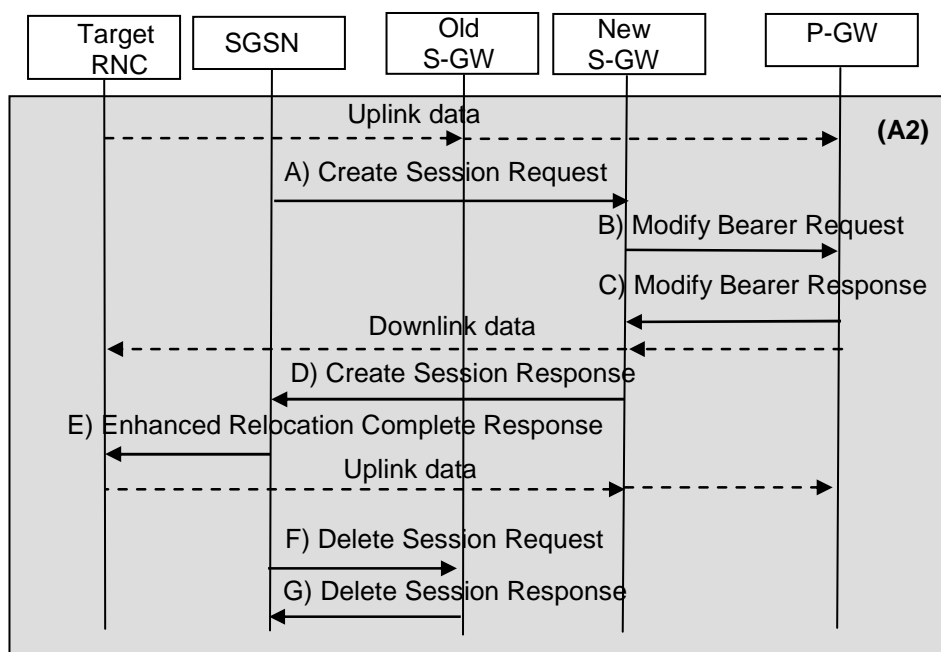 Target
RNC
SGSN
Old
S-GW
New
S-GW
P-GW
Uplink data
(A2)
A) Create Session Request
B) Modify Bearer Request
C) Modify Bearer Response
Downlink data
D) Create Session Response
E) Enhanced Relocation Complete Response
Uplink data
F) Delete Session Request
G) Delete Session Response